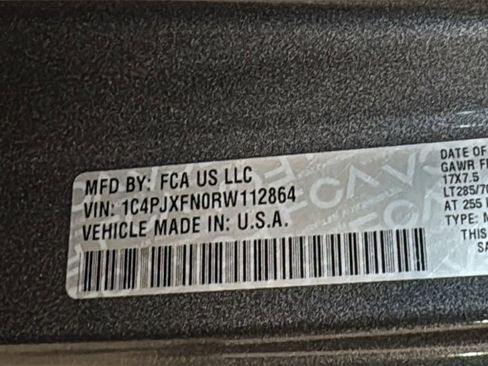 MFD BY: FCA US LLC
VIN: 1C4PJXFN0RW112864
VEHICLE MADE IN: U.S.A.
DATE OF
GAWR
17X7.5
LT285/70
AT 255
TYPE:
THIS